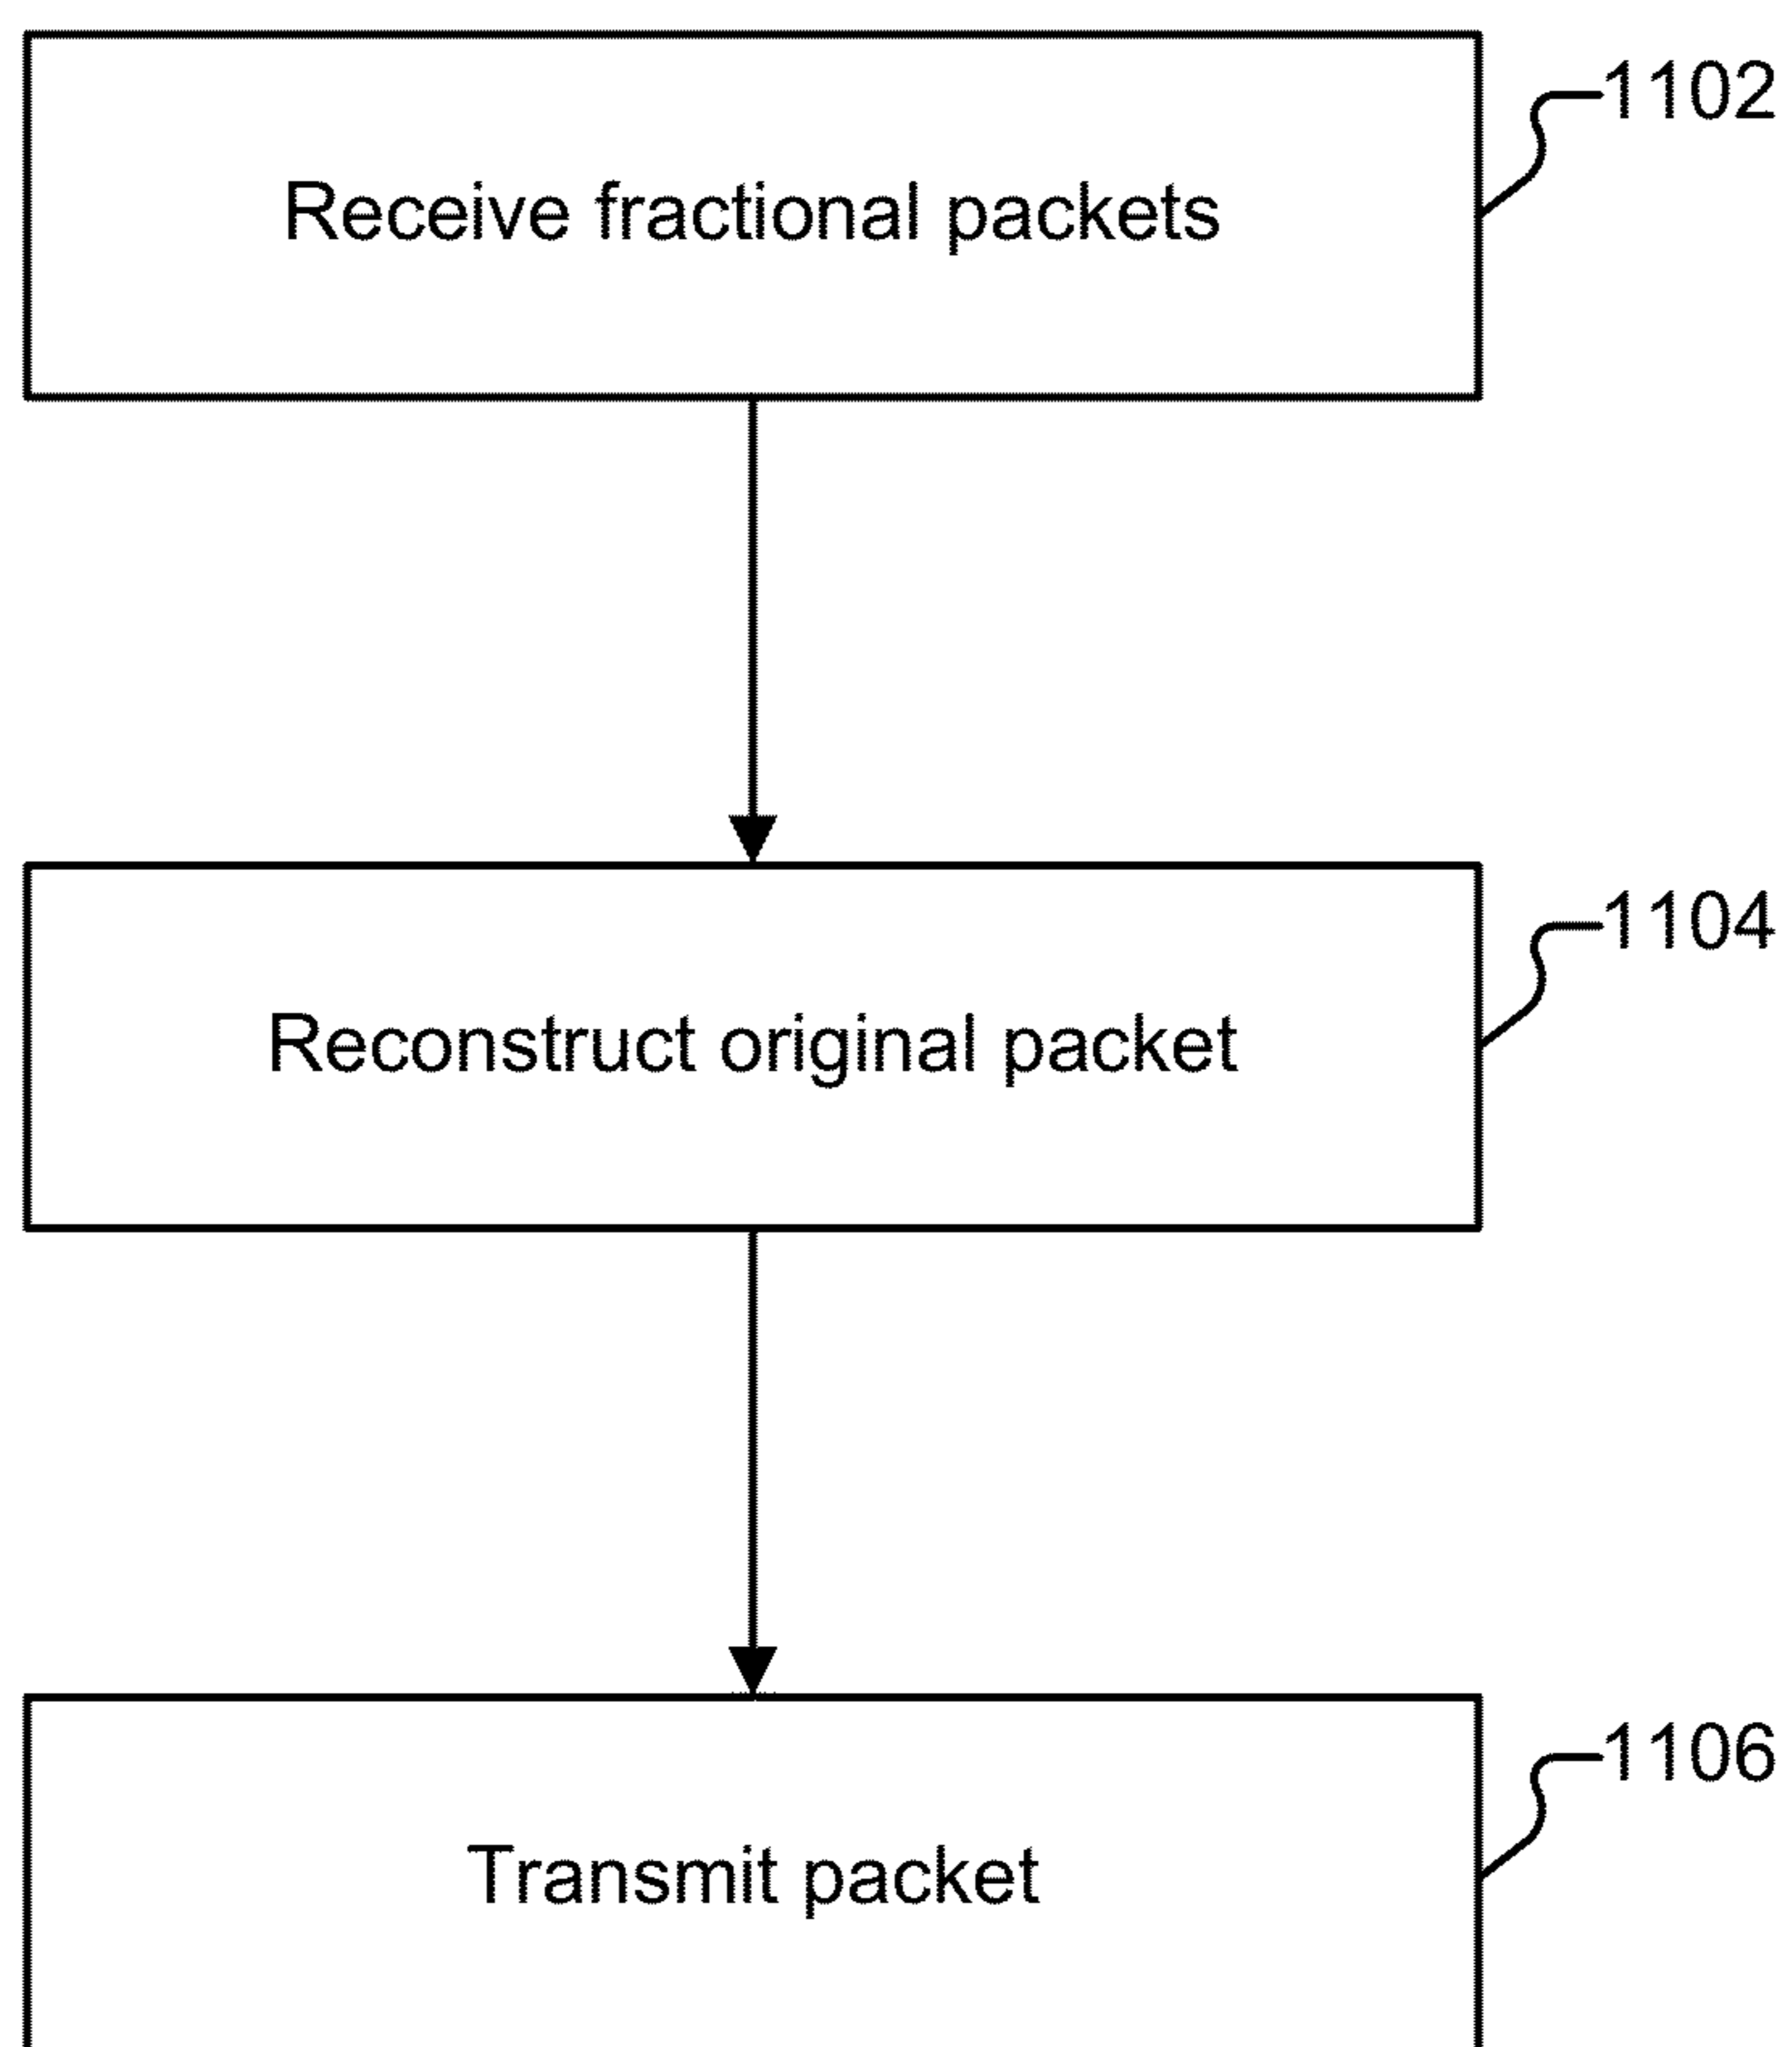 1102
Receive fractional packets
1104
Reconstruct original packet
1106
Transmit packet